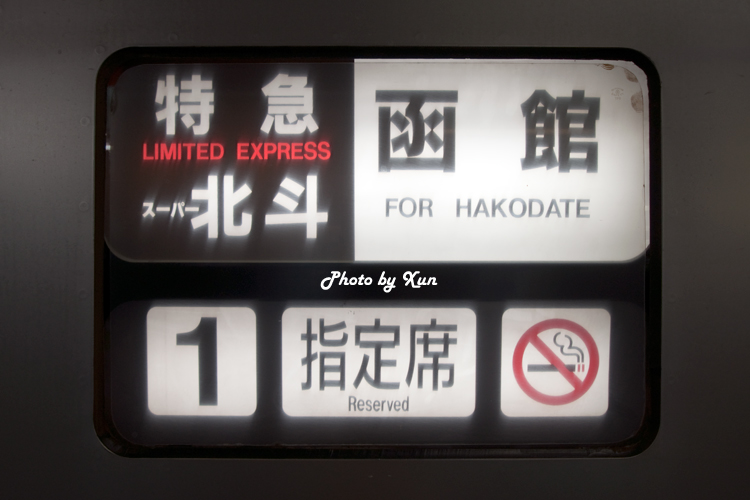 特急
LIMITED EXPRESS
スーパー北斗
函館
FOR HAKODATE
Photo by Xun
1
指定席
Reserved